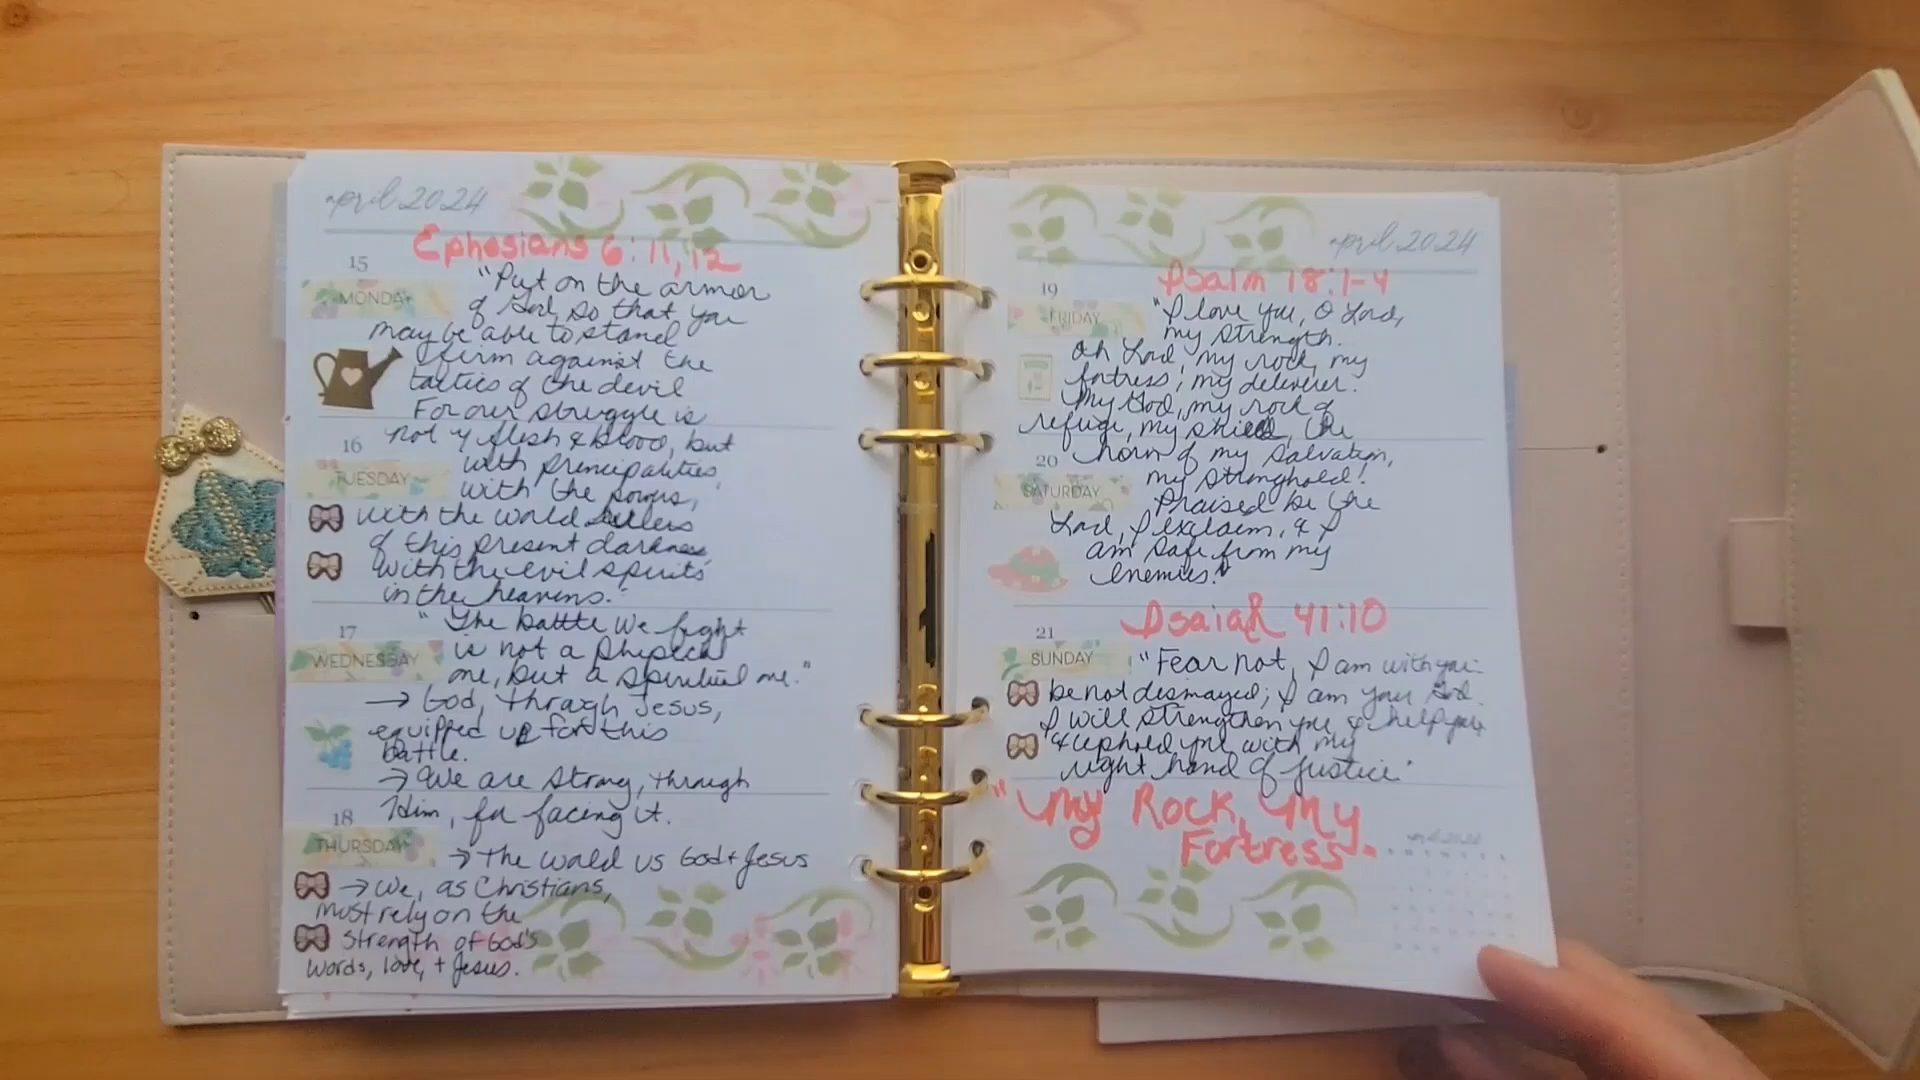 april 2024
Ephesians 6:11,12
15
MONDAY
"Put on the armor
of God, so that you
may be able to stand
firm against the
tactics of the devil
For our struggle is
not of flesh & blood, but
16
with principalities,
TUESDAY
with the powers,
with the world rulers
of this present darkness
with the evil spirits
in the heavens."
17
"The battle we fight
WEDNESDAY
is not a physical
one, but a spiritual one."
→ God, through Jesus,
equipped us for this
battle.
→ We are strong, through
Him, for facing it.
18
THURSDAY
→ The world vs God + Jesus
→ We, as Christians,
must rely on the
strength of God's
words, love, + Jesus.
april 2024
Psalm 18:1-4
19
FRIDAY
"I love you, O Lord,
my strength.
Oh Lord, my rock, my
fortress, my deliverer.
My God, my rock of
refuge, my shield, the
20
horn of my salvation,
SATURDAY
my stronghold!
Praised be the
Lord, I exclaim, & I
am safe from my
enemies."
Isaiah 41:10
21
SUNDAY
"Fear not, I am with you
be not dismayed; I am your God.
I will strengthen you & help you
& uphold you with my
right hand of justice"
"My Rock, My
Fortress"